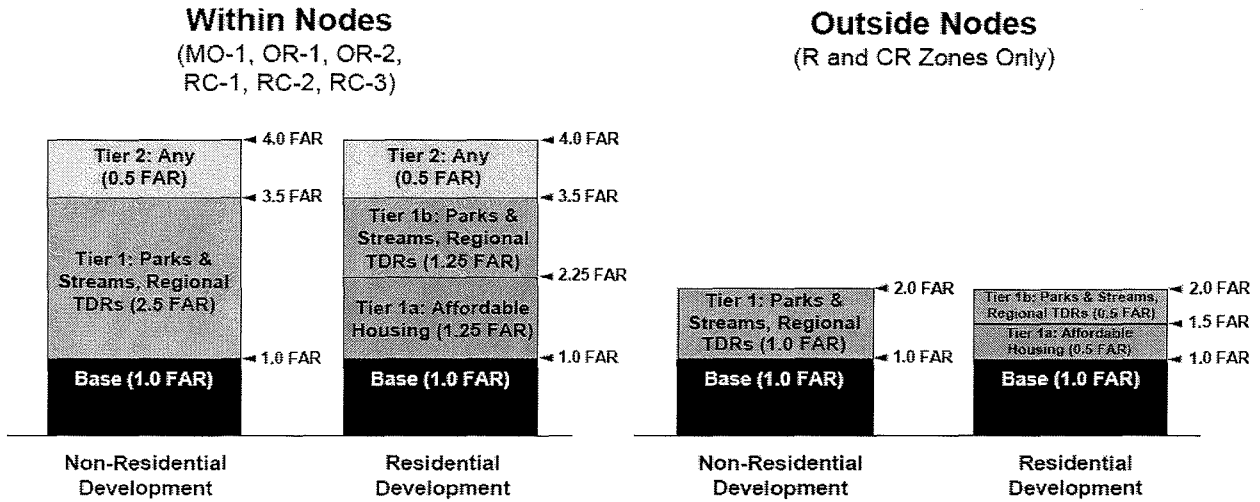 Within Nodes
(MO-1, OR-1, OR-2,
RC-1, RC-2, RC-3)
4.0 FAR
Tier 2: Any
(0.5 FAR)
3.5 FAR
Tier 1: Parks &
Streams, Regional
TDRs (2.5 FAR)
1.0 FAR
Base (1.0 FAR)
Non-Residential
Development
4.0 FAR
Tier 2: Any
(0.5 FAR)
3.5 FAR
Tier 1b: Parks &
Streams, Regional
TDRs (1.25 FAR)
2.25 FAR
Tier 1a: Affordable
Housing (1.25 FAR)
1.0 FAR
Base (1.0 FAR)
Residential
Development
Outside Nodes
(R and CR Zones Only)
2.0 FAR
Tier 1: Parks &
Streams, Regional
TDRs (1.0 FAR)
1.0 FAR
Base (1.0 FAR)
Non-Residential
Development
2.0 FAR
Tier 1b: Parks & Streams,
Regional TDRs (0.5 FAR)
1.5 FAR
Tier 1a: Affordable
Housing (0.5 FAR)
1.0 FAR
Base (1.0 FAR)
Residential
Development